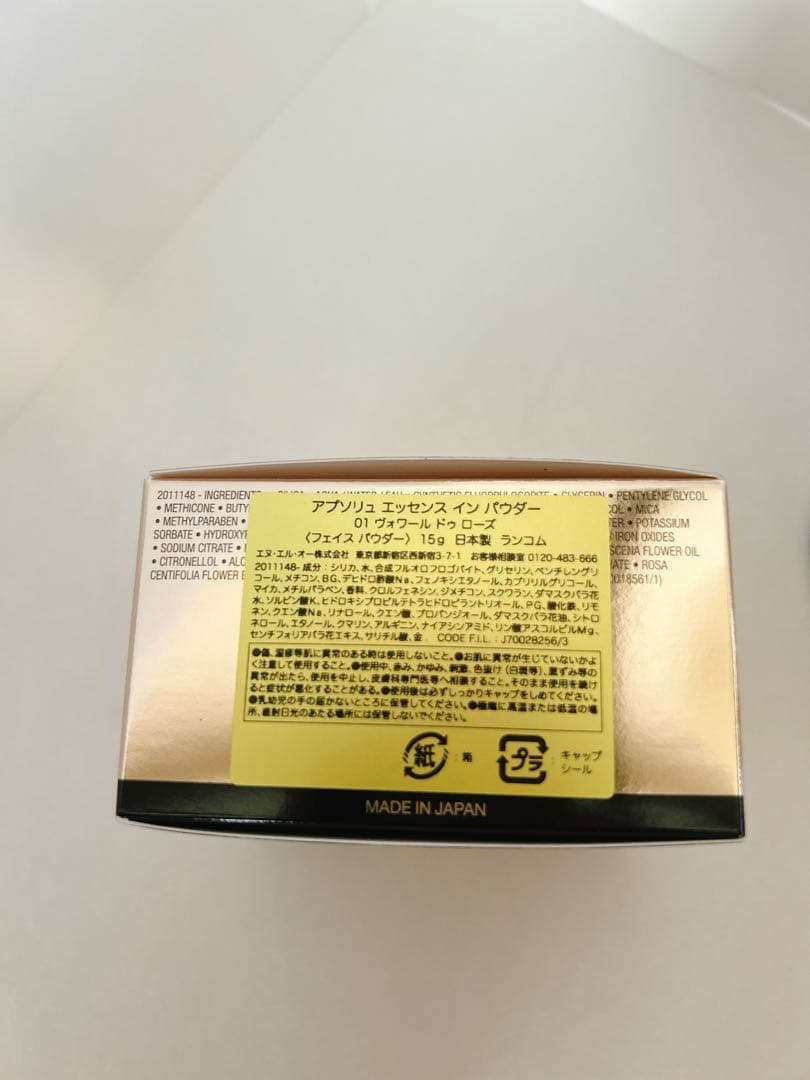 2011148 - INGREDIENTS
• PENTYLENE GLYCOL
• METHICONE • BUTY
• MICA
• METHYLPARABEN •
• POTASSIUM
SORBATE • HYDROXYP
IRON OXIDES
• SODIUM CITRATE •
SCENA FLOWER OIL
• CITRONELLOL • ALC
• ROSA
CENTIFOLIA FLOWER E
アプソリュ エッセンス イン パウダー
01 ヴォワール ドゥ ローズ
〈フェイス パウダー〉 15g 日本製 ランコム
エヌ・エル・オー株式会社 東京都新宿区西新宿3-7-1 お客様相談室 0120-483-666
2011148- 成分：シリカ、水、合成フルオロフロゴパイト、グリセリン、ペンチレングリ
コール、メチコン、BG、デヒドロ酢酸Na、フェノキシエタノール、カプリリルグリコール、
マイカ、メチルパラベン、香料、クロルフェネシン、ジメチコン、スクワラン、ダマスクバラ花
水、ソルビン酸K、ヒドロキシプロピルテトラヒドロピラントリオール、PG、酸化鉄、リモ
ネン、クエン酸Na、リナロール、クエン酸、プロパンジオール、ダマスクバラ花油、シトロ
ネロール、エタノール、クマリン、アルギニン、ナイアシンアミド、リン酸アスコルビルMg、
センチフォリアバラ花エキス、サリチル酸、金 CODE F.I.L. : J70028256/3
●傷、湿疹等肌に異常のある時は使用しないこと。●お肌に異常が生じていないかよ
く注意して使用すること。●使用中、赤み、かゆみ、刺激、色抜け（白斑等）、黒ずみ等の
異常が出たら、使用を中止し、皮膚科専門医等へ相談すること。そのまま使用を続け
ると症状が悪化することがある。●使用後は必ずしっかりキャップをしめてください。
●乳幼児の手の届かないところに保管してください。●極端に高温または低温の場
所、直射日光のあたる場所には保管しないでください。
紙 : 箱
プラ : キャップ
シール
MADE IN JAPAN